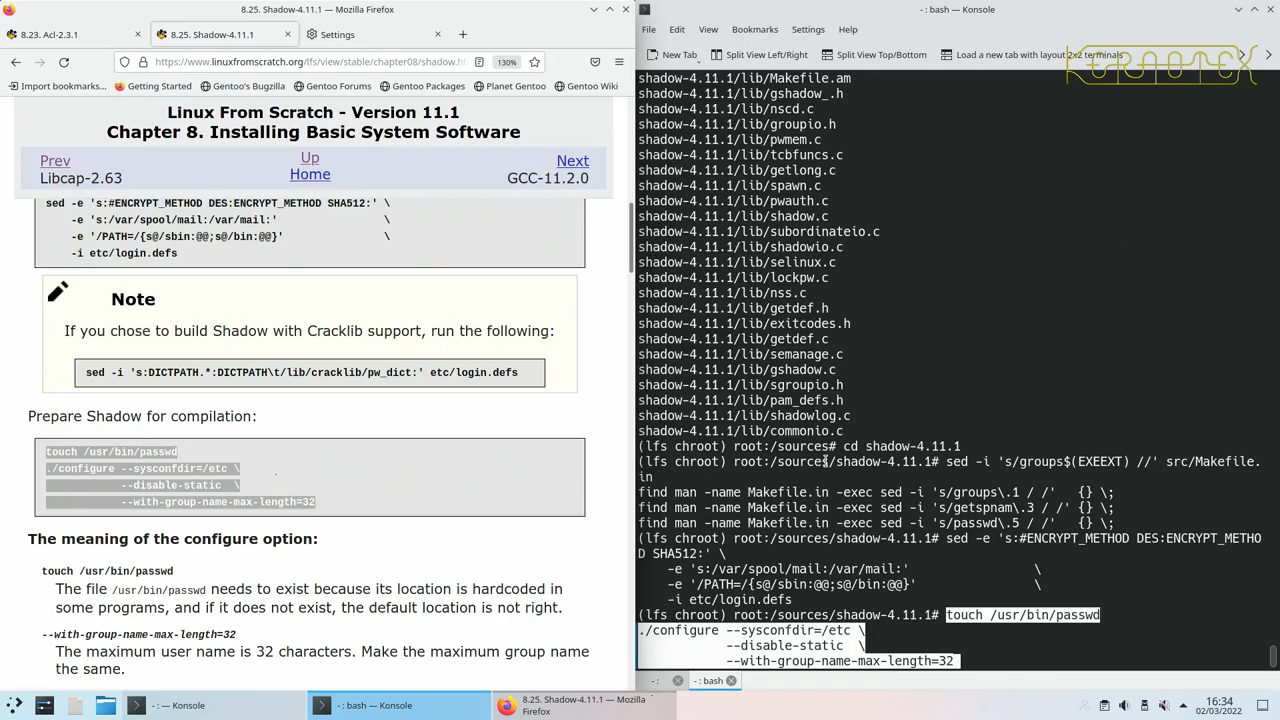 8.25. Shadow-4.11.1 — Mozilla Firefox
8.23. Acl-2.3.1
8.25. Shadow-4.11.1
Settings
https://www.linuxfromscratch.org/lfs/view/stable/chapter08/shadow.h
130%
Import bookmarks...
Getting Started
Gentoo's Bugzilla
Gentoo Forums
Gentoo Packages
Planet Gentoo
Gentoo Wiki
Linux From Scratch - Version 11.1
Chapter 8. Installing Basic System Software
Prev
Up
Next
Libcap-2.63
Home
GCC-11.2.0
sed -e 's:#ENCRYPT_METHOD DES:ENCRYPT_METHOD SHA512:' \
-e 's:/var/spool/mail:/var/mail:' \
-e '/PATH=/{s@/sbin:@@;s@/bin:@@}' \
-i etc/login.defs
Note
If you chose to build Shadow with Cracklib support, run the following:
sed -i 's:DICTPATH.*:DICTPATH\t/lib/cracklib/pw_dict:' etc/login.defs
Prepare Shadow for compilation:
touch /usr/bin/passwd
./configure --sysconfdir=/etc \
--disable-static \
--with-group-name-max-length=32
The meaning of the configure option:
touch /usr/bin/passwd
The file /usr/bin/passwd needs to exist because its location is hardcoded in
some programs, and if it does not exist, the default location is not right.
--with-group-name-max-length=32
The maximum user name is 32 characters. Make the maximum group name
the same.
- : bash — Konsole
File Edit View Bookmarks Settings Help
New Tab
Split View Left/Right
Split View Top/Bottom
Load a new tab with layout 2x2 terminals
KERNOTEX
shadow-4.11.1/lib/Makefile.am
shadow-4.11.1/lib/gshadow_.h
shadow-4.11.1/lib/nscd.c
shadow-4.11.1/lib/groupio.h
shadow-4.11.1/lib/pwmem.c
shadow-4.11.1/lib/tcbfuncs.c
shadow-4.11.1/lib/getlong.c
shadow-4.11.1/lib/spawn.c
shadow-4.11.1/lib/pwauth.c
shadow-4.11.1/lib/shadow.c
shadow-4.11.1/lib/subordinateio.c
shadow-4.11.1/lib/shadowio.c
shadow-4.11.1/lib/selinux.c
shadow-4.11.1/lib/lockpw.c
shadow-4.11.1/lib/nss.c
shadow-4.11.1/lib/getdef.h
shadow-4.11.1/lib/exitcodes.h
shadow-4.11.1/lib/getdef.c
shadow-4.11.1/lib/semanage.c
shadow-4.11.1/lib/gshadow.c
shadow-4.11.1/lib/sgroupio.h
shadow-4.11.1/lib/pam_defs.h
shadow-4.11.1/lib/shadowlog.c
shadow-4.11.1/lib/commonio.c
(lfs chroot) root:/sources# cd shadow-4.11.1
(lfs chroot) root:/sources/shadow-4.11.1# sed -i 's/groups$(EXEEXT) //' src/Makefile.
in
find man -name Makefile.in -exec sed -i 's/groups\.1 / /' {} \;
find man -name Makefile.in -exec sed -i 's/getspnam\.3 / /' {} \;
find man -name Makefile.in -exec sed -i 's/passwd\.5 / /' {} \;
(lfs chroot) root:/sources/shadow-4.11.1# sed -e 's:#ENCRYPT_METHOD DES:ENCRYPT_METHO
D SHA512:' \
-e 's:/var/spool/mail:/var/mail:' \
-e '/PATH=/{s@/sbin:@@;s@/bin:@@}' \
-i etc/login.defs
(lfs chroot) root:/sources/shadow-4.11.1# touch /usr/bin/passwd
./configure --sysconfdir=/etc \
--disable-static \
--with-group-name-max-length=32
- :
- : bash
- : — Konsole
- : bash — Konsole
8.25. Shadow-4.11.1 — Mozilla Firefox
16:34
02/03/2022